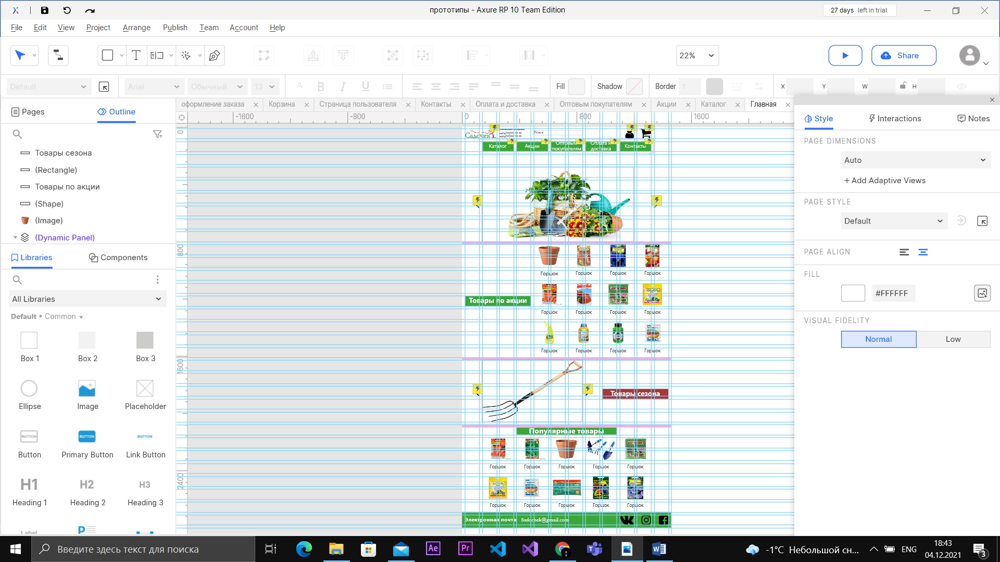 прототипы - Axure RP 10 Team Edition
27 days left in trial
File Edit View Project Arrange Publish Team Account Help
22%
Share
Default
Arial
Обычный
13
Fill
Shadow
Border
1
X
Y
W
H
Pages
Outline
оформление заказа
Корзина
Страница пользователя
Контакты
Оплата и доставка
Оптовым покупателям
Акции
Каталог
Главная
-1600
-800
0
800
1600
0
800
1600
2400
Товары сезона
(Rectangle)
Товары по акции
(Shape)
(Image)
(Dynamic Panel)
Libraries
Components
All Libraries
Default • Common
Box 1
Box 2
Box 3
Ellipse
Image
Placeholder
BUTTON
BUTTON
BUTTON
Button
Primary Button
Link Button
H1
H2
H3
Heading 1
Heading 2
Heading 3
Label
Садочек
Поиск
Каталог
Акции
Оптовым покупателям
Оплата и доставка
Контакты
Горшок
Горшок
Горшок
Горшок
Товары по акции
Горшок
Горшок
Горшок
Горшок
Горшок
Горшок
Горшок
Горшок
Товары сезона
Популярные товары
Горшок
Горшок
Горшок
Горшок
Горшок
Горшок
Горшок
Горшок
Горшок
Горшок
Электронная почта: Sadochek@gmail.com
Style
Interactions
Notes
PAGE DIMENSIONS
Auto
+ Add Adaptive Views
PAGE STYLE
Default
PAGE ALIGN
FILL
#FFFFFF
VISUAL FIDELITY
Normal
Low
Введите здесь текст для поиска
Ae
Pr
-1°C Небольшой сн...
ENG
18:43
04.12.2021
3